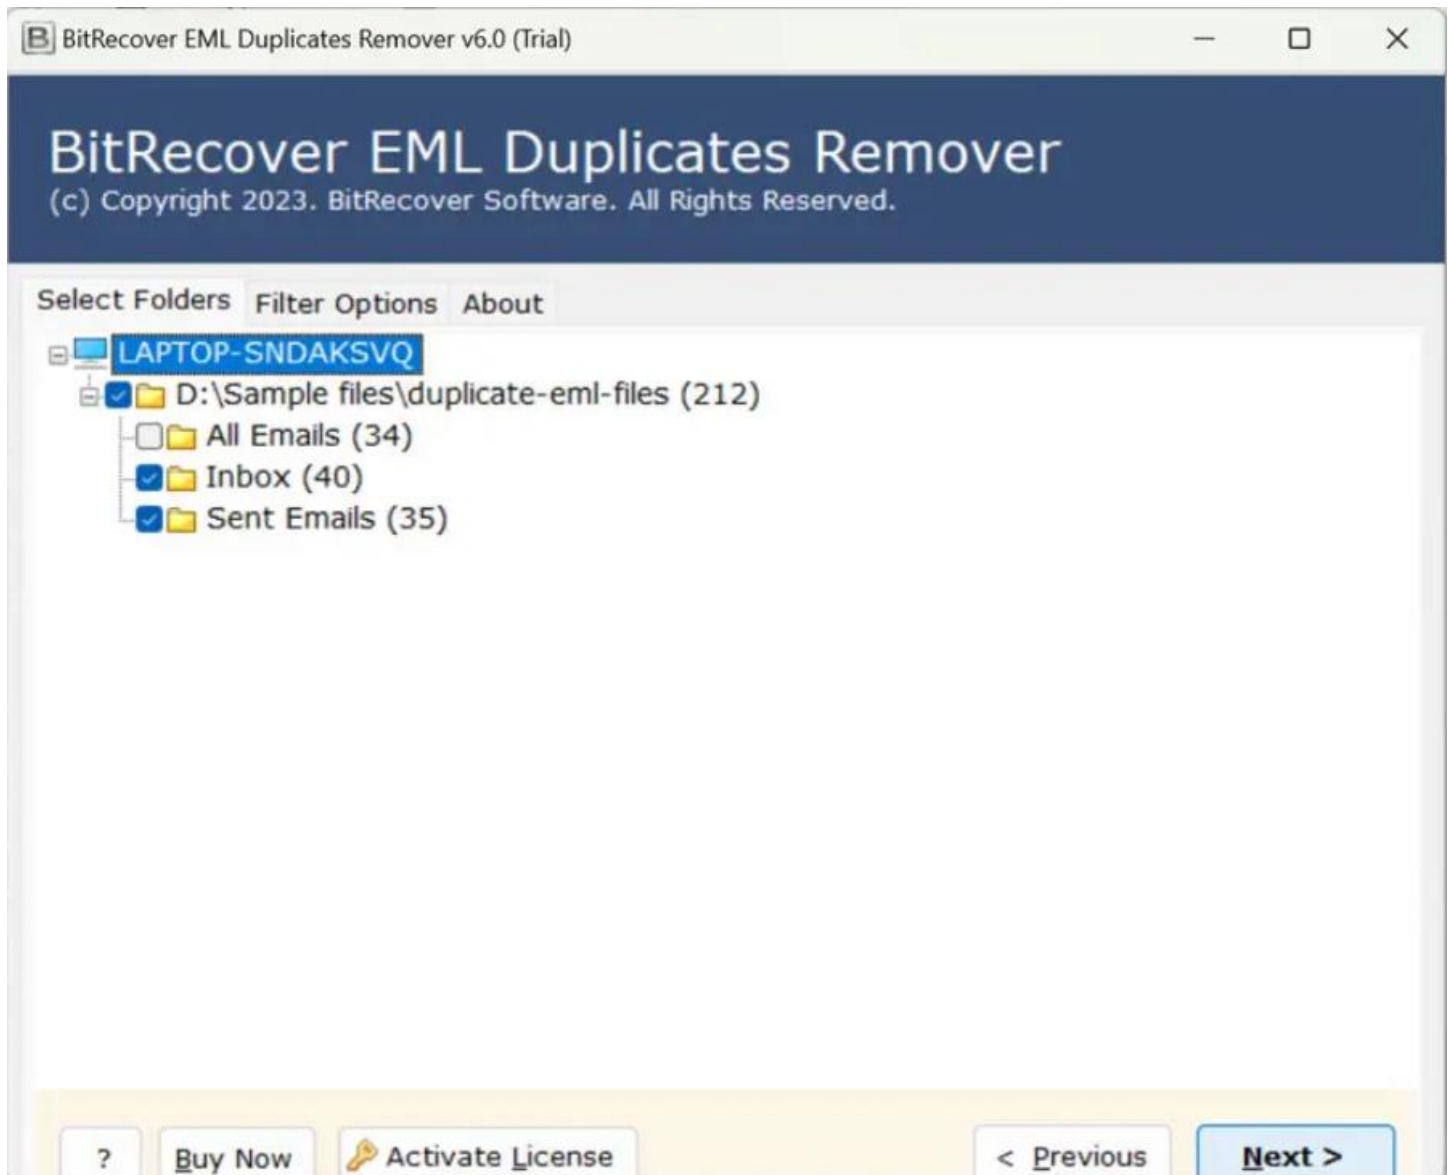 BitRecover EML Duplicates Remover v6.0 (Trial)
BitRecover EML Duplicates Remover
(c) Copyright 2023. BitRecover Software. All Rights Reserved.
Select Folders Filter Options About
LAPTOP-SNDAKSVQ
D:\Sample files\duplicate-eml-files (212)
All Emails (34)
Inbox (40)
Sent Emails (35)
? Buy Now Activate License < Previous Next >